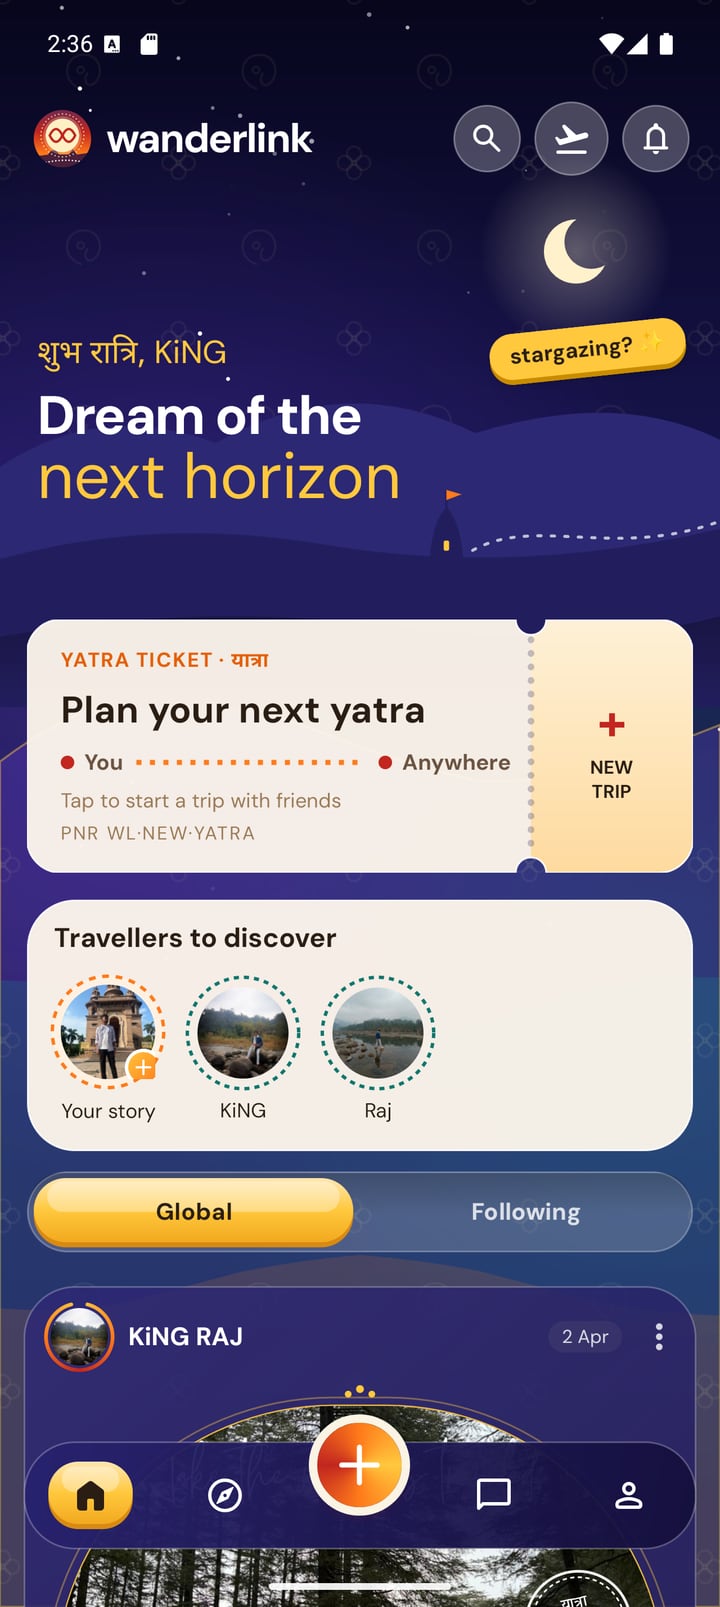 2:36
wanderlink
शुभ रात्रि, KiNG
stargazing? ✨
Dream of the
next horizon
YATRA TICKET · यात्रा
Plan your next yatra
You
Anywhere
Tap to start a trip with friends
PNR WL·NEW·YATRA
+
NEW
TRIP
Travellers to discover
Your story
KiNG
Raj
Global
Following
KiNG RAJ
2 Apr
यात्रा